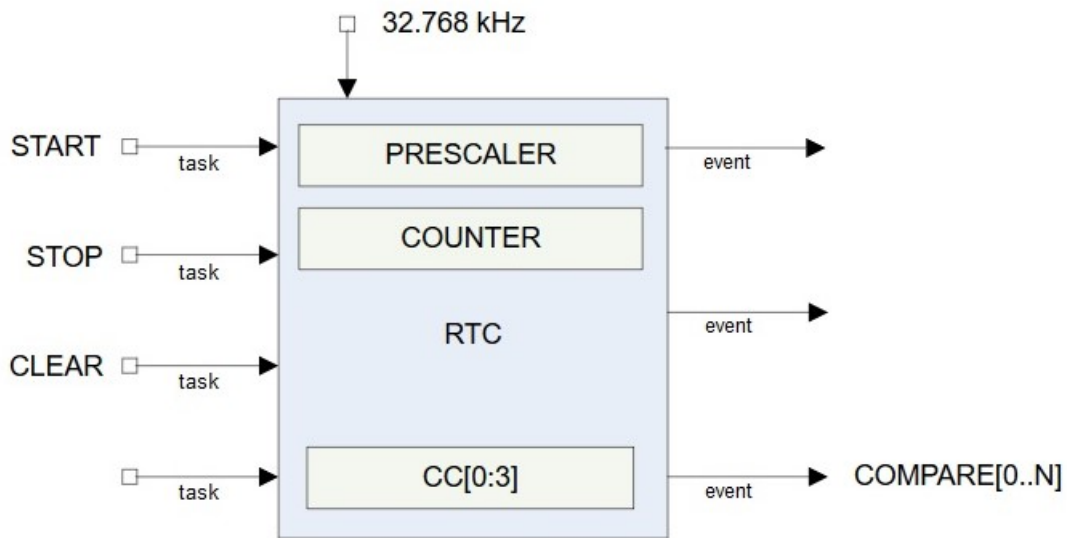 32.768 kHz
START
task
PRESCALER
event
STOP
task
COUNTER
RTC
event
CLEAR
task
task
CC[0:3]
event
COMPARE[0..N]